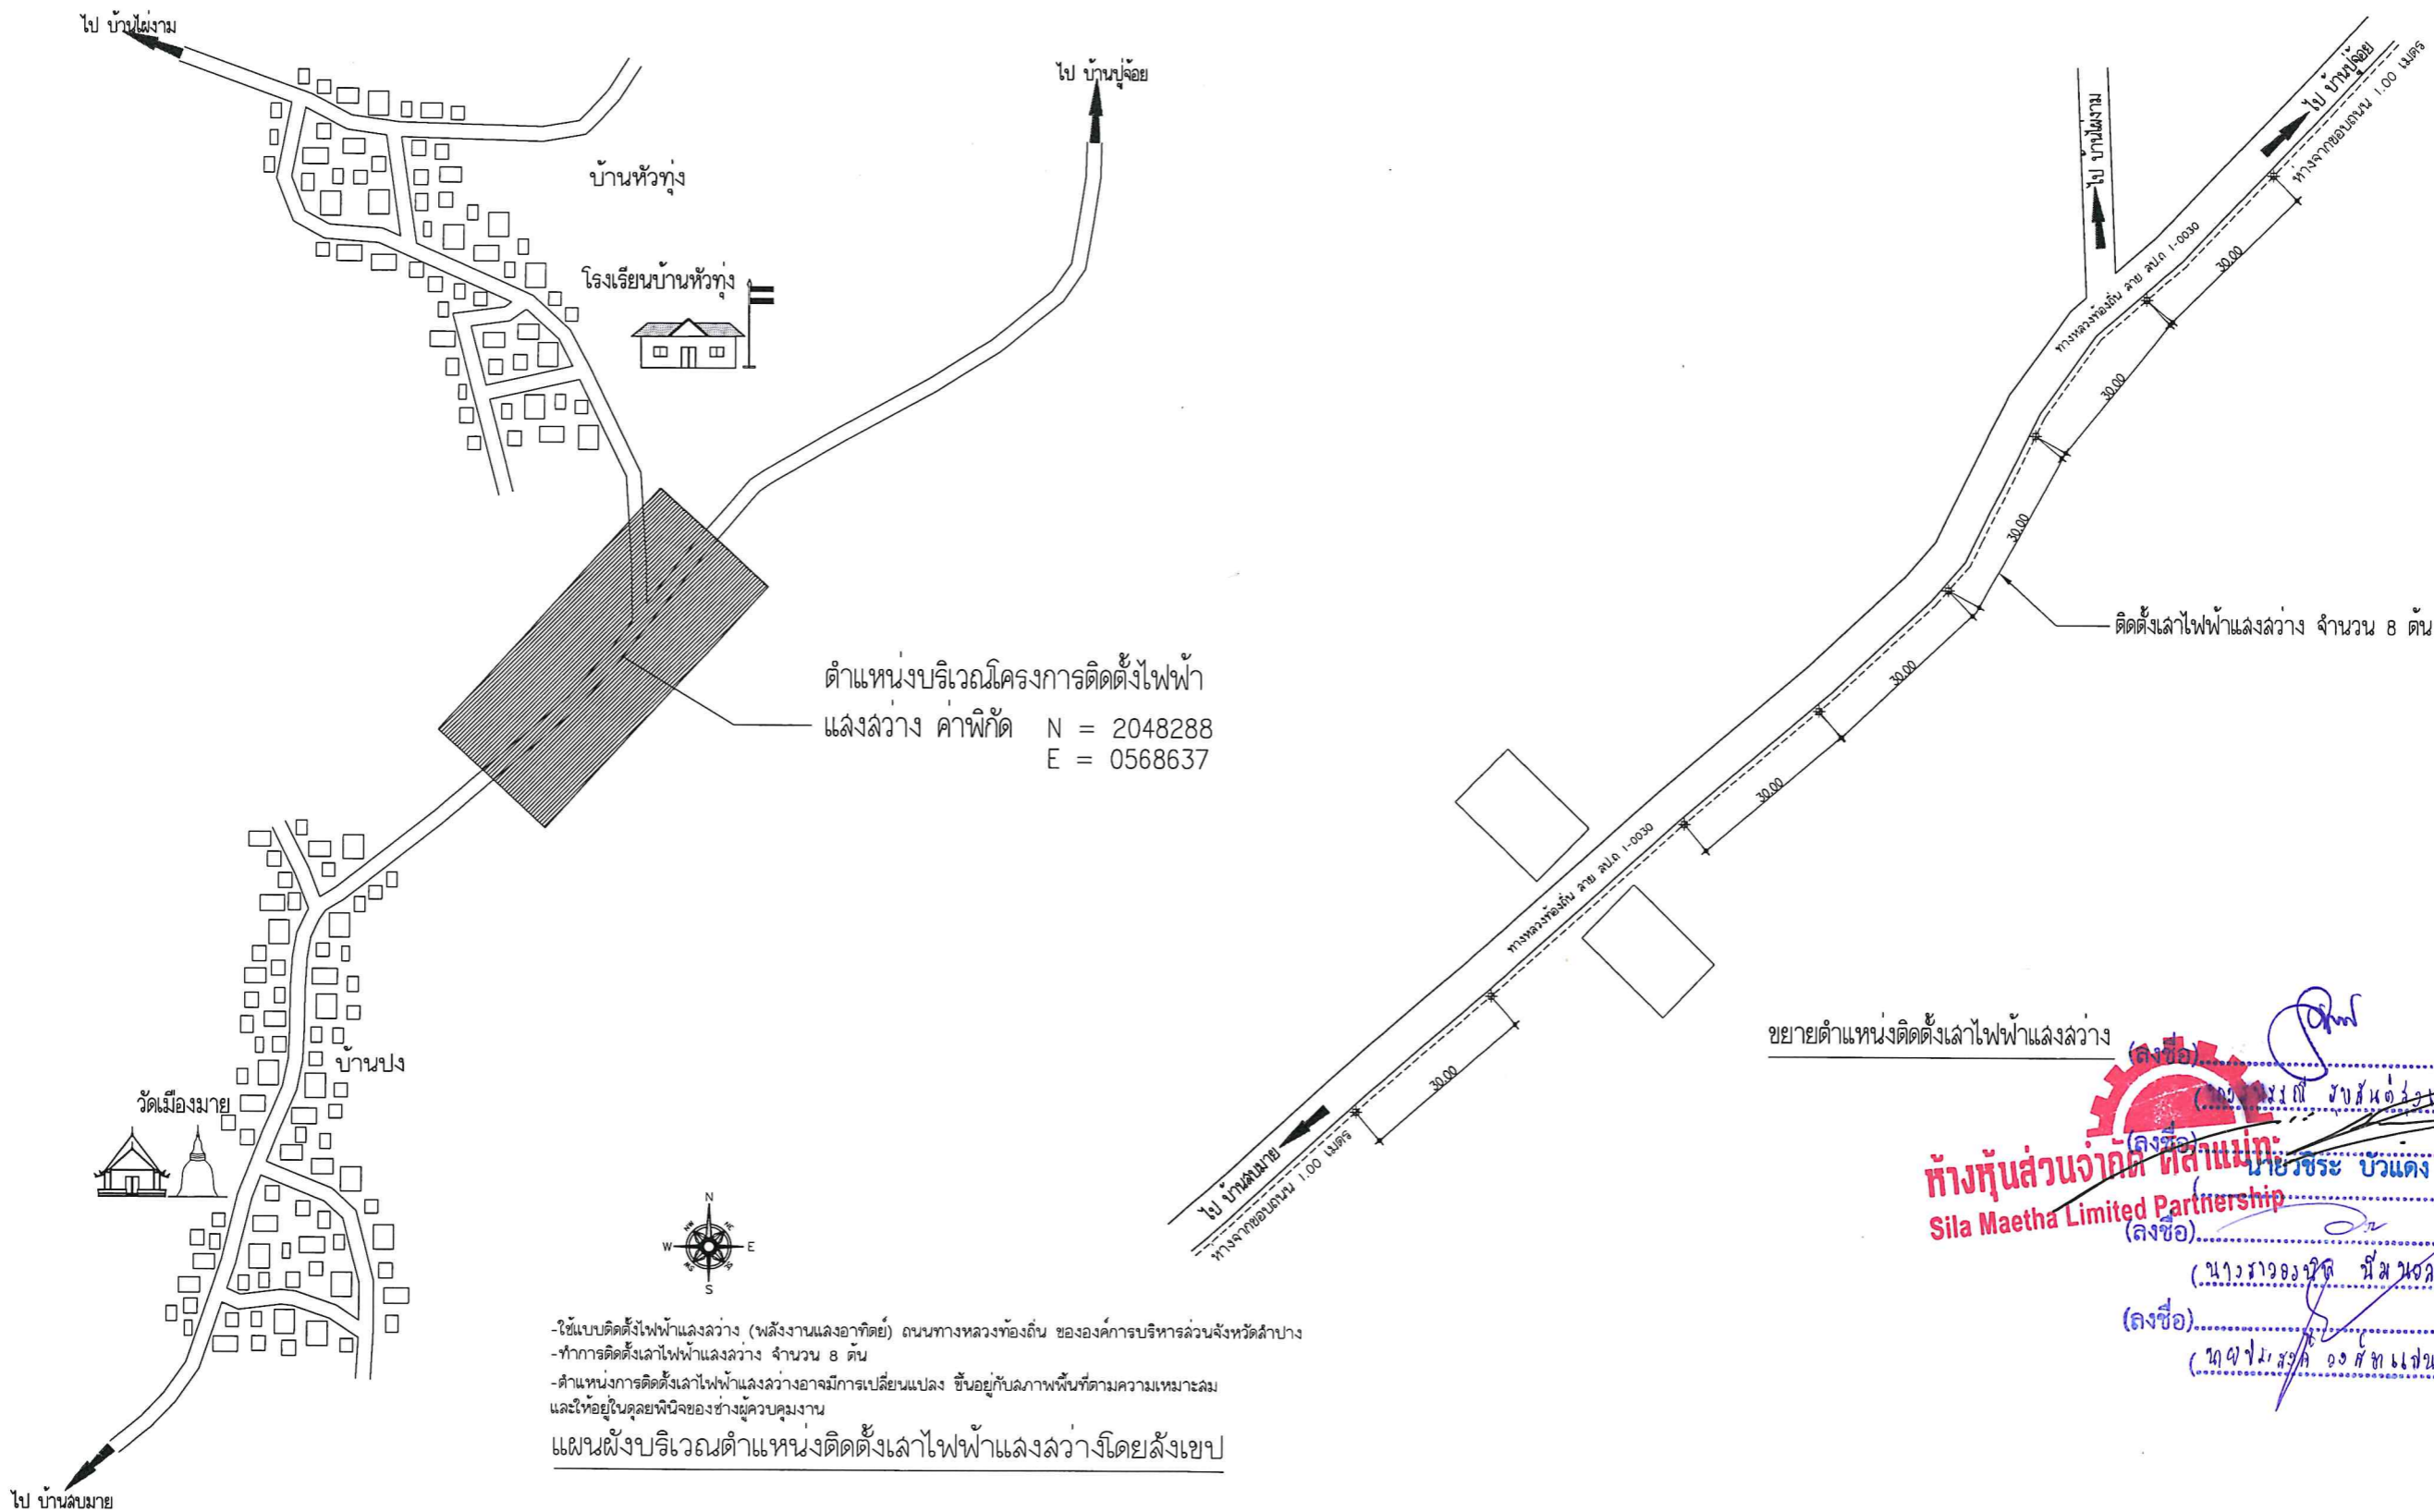 ไป บ้านไผ่งาม
ไป บ้านปู่จ้อย
บ้านหัวทุ่ง
โรงเรียนบ้านหัวทุ่ง
ตำแหน่งบริเวณโครงการติดตั้งไฟฟ้า
แสงสว่าง ค่าพิกัด N = 2048288
E = 0568637
บ้านปง
วัดเมืองมาย
ไป บ้านสบมาย
N
NW
NE
W
E
SW
SE
S
-ใช้แบบติดตั้งไฟฟ้าแสงสว่าง (พลังงานแสงอาทิตย์) ถนนทางหลวงท้องถิ่น ขององค์การบริหารส่วนจังหวัดลำปาง
-ทำการติดตั้งเสาไฟฟ้าแสงสว่าง จำนวน 8 ต้น
-ตำแหน่งการติดตั้งเสาไฟฟ้าแสงสว่างอาจมีการเปลี่ยนแปลง ขึ้นอยู่กับสภาพพื้นที่ตามความเหมาะสม
และให้อยู่ในดุลยพินิจของช่างผู้ควบคุมงาน
แผนผังบริเวณตำแหน่งติดตั้งเสาไฟฟ้าแสงสว่างโดยสังเขป
ไป บ้านปู่จ้อย
ห่างจากขอบถนน 1.00 เมตร
ไป บ้านไผ่งาม
ทางหลวงท้องถิ่น สาย ลป.ถ 1-0030
30.00
30.00
30.00
ติดตั้งเสาไฟฟ้าแสงสว่าง จำนวน 8 ต้น
30.00
30.00
ทางหลวงท้องถิ่น สาย ลป.ถ 1-0030
30.00
ไป บ้านสบมาย
ห่างจากขอบถนน 1.00 เมตร
ขยายตำแหน่งติดตั้งเสาไฟฟ้าแสงสว่าง
(ลงชื่อ)
(ลงชื่อ)
ห้างหุ้นส่วนจำกัด ศิลาแม่ทะ
นายวชิระ บัวแดง
Sila Maetha Limited Partnership
(ลงชื่อ)
(ลงชื่อ)